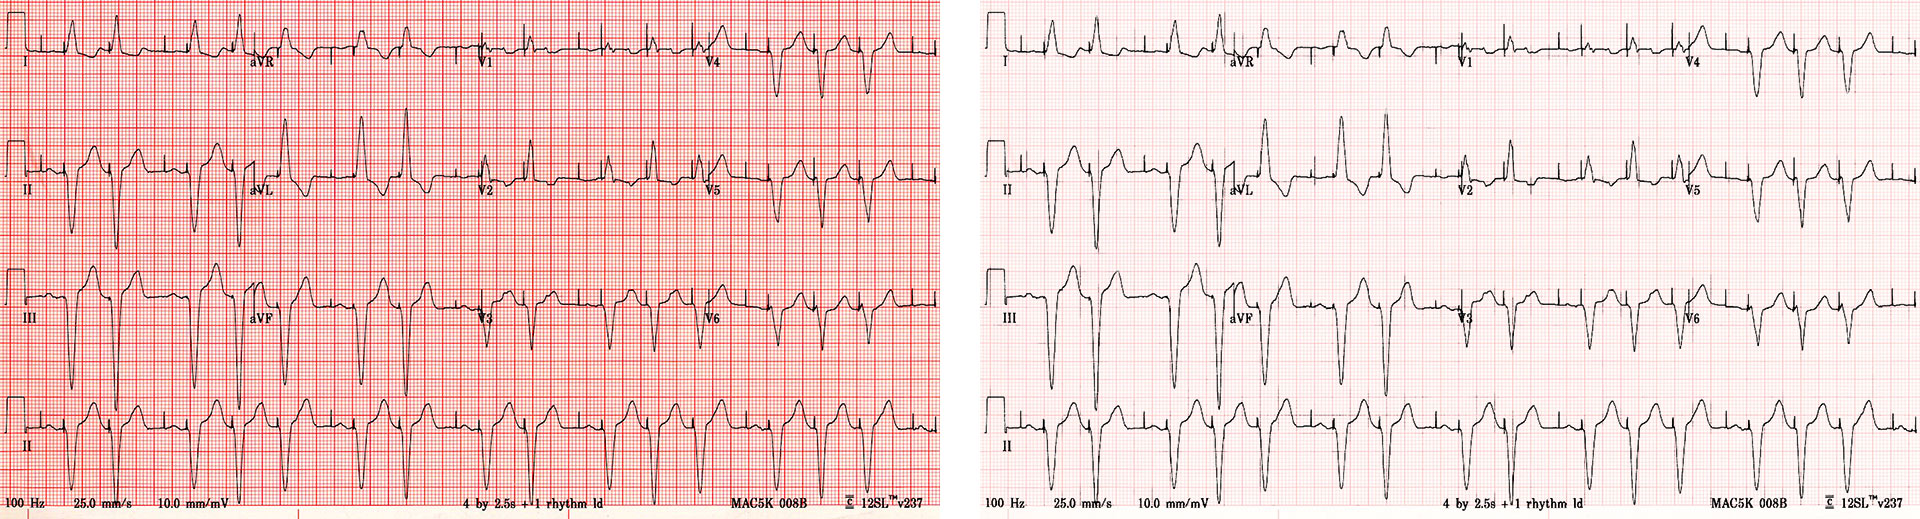 I aVR V1 V4
II aVL V2 V5
III aVF V3 V6
II
100 Hz 25.0 mm/s 10.0 mm/mV 4 by 2.5s + 1 rhythm ld MAC5K 008B 12SL™ v237
I aVR V1 V4
II aVL V2 V5
III aVF V3 V6
II
100 Hz 25.0 mm/s 10.0 mm/mV 4 by 2.5s + 1 rhythm ld MAC5K 008B 12SL™ v237